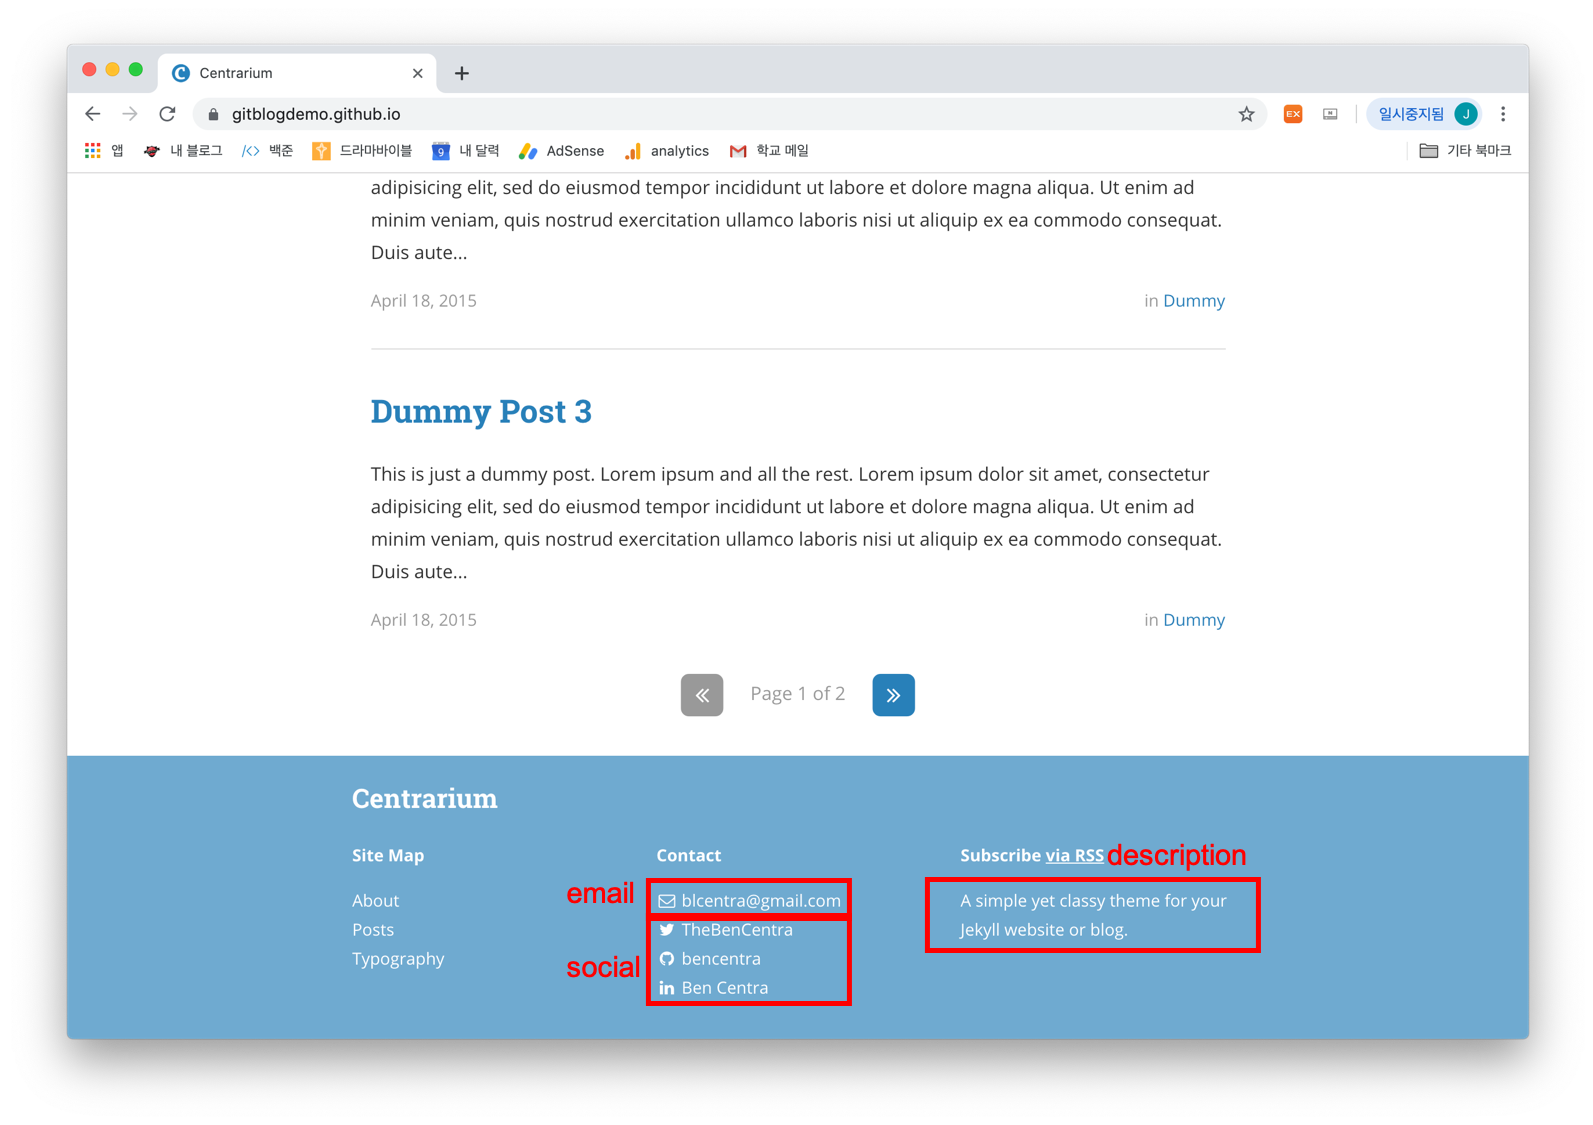 Centrarium
gitblogdemo.github.io
EX
일시중지됨 J
앱 내 블로그 백준 드라마바이블 9 내 달력 AdSense analytics 학교 메일 기타 북마크
adipisicing elit, sed do eiusmod tempor incididunt ut labore et dolore magna aliqua. Ut enim ad
minim veniam, quis nostrud exercitation ullamco laboris nisi ut aliquip ex ea commodo consequat.
Duis aute...
April 18, 2015 in Dummy
Dummy Post 3
This is just a dummy post. Lorem ipsum and all the rest. Lorem ipsum dolor sit amet, consectetur
adipisicing elit, sed do eiusmod tempor incididunt ut labore et dolore magna aliqua. Ut enim ad
minim veniam, quis nostrud exercitation ullamco laboris nisi ut aliquip ex ea commodo consequat.
Duis aute...
April 18, 2015 in Dummy
« Page 1 of 2 »
Centrarium
Site Map
About
Posts
Typography
Contact
email
blcentra@gmail.com
social
TheBenCentra
bencentra
Ben Centra
Subscribe via RSS description
A simple yet classy theme for your
Jekyll website or blog.